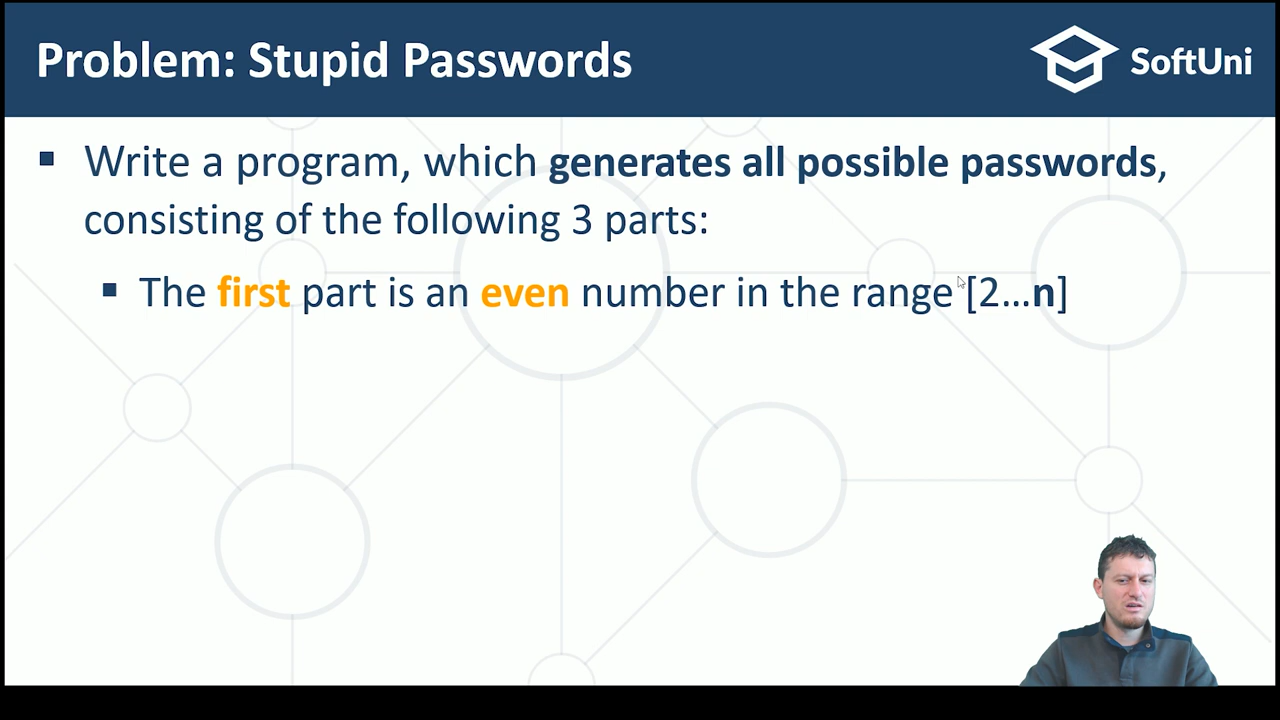 Problem: Stupid Passwords
SoftUni
▪ Write a program, which generates all possible passwords,
consisting of the following 3 parts:
▪ The first part is an even number in the range [2…n]